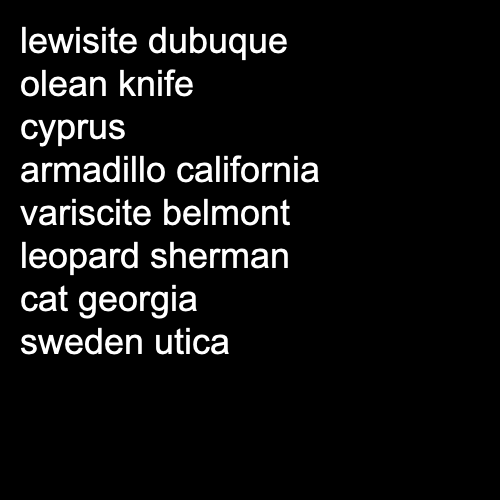 lewisite dubuque
olean knife
cyprus
armadillo california
variscite belmont
leopard sherman
cat georgia
sweden utica